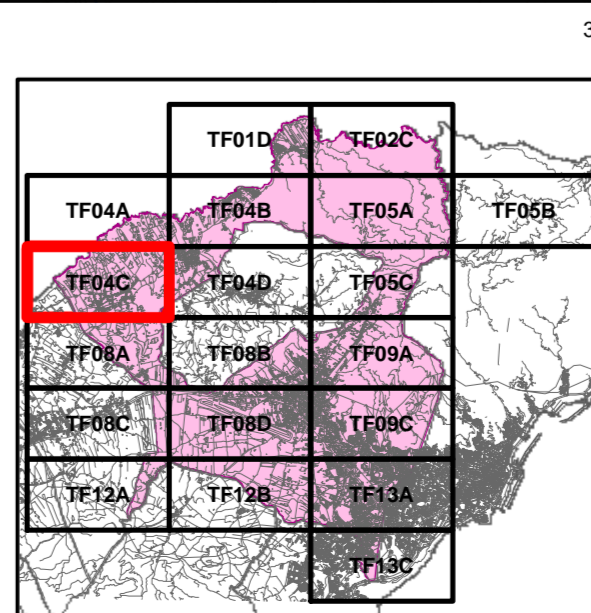 3
TF01D TF02C
TF04A TF04B TF05A TF05B
TF04C TF04D TF05C
TF08A TF08B TF09A
TF08C TF08D TF09C
TF12A TF12B TF13A
TF13C